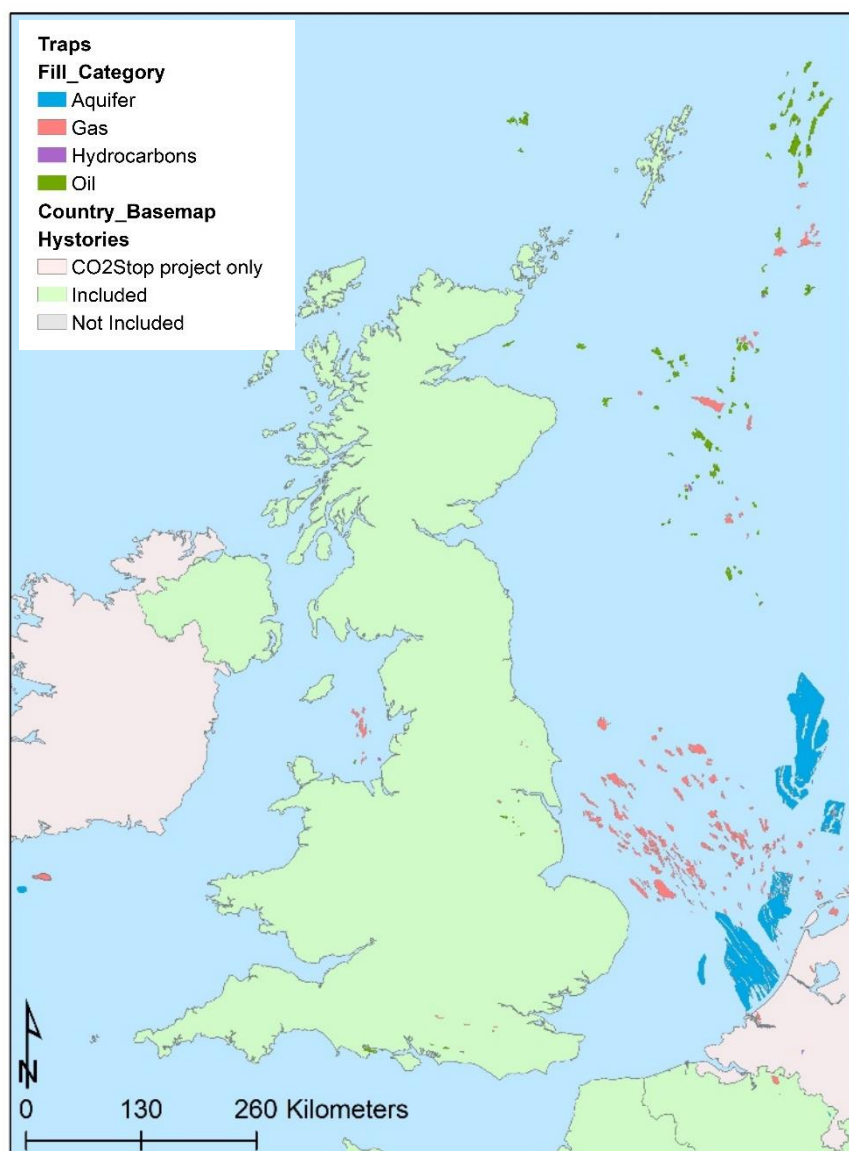 Traps
Fill_Category
Aquifer
Gas
Hydrocarbons
Oil
Country_Basemap
Hystories
CO2Stop project only
Included
Not Included
N
0 130 260 Kilometers